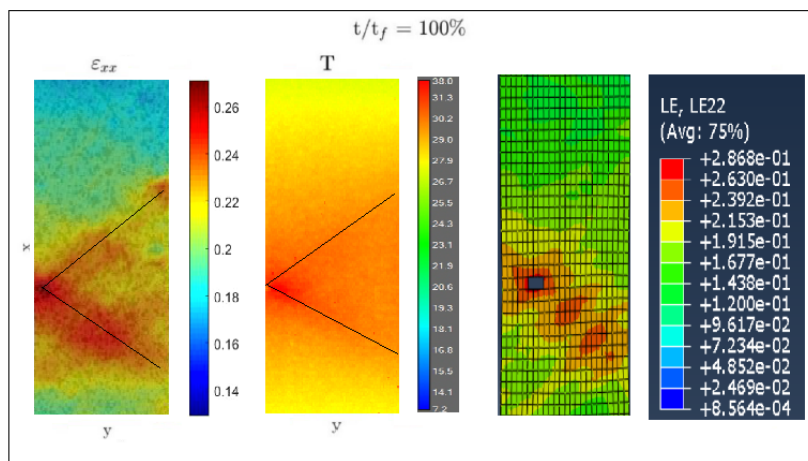 t/t_f = 100%
ε_xx
T
0.26
0.24
0.22
0.2
0.18
0.16
0.14
x
y
38.0
31.3
30.2
29.0
27.9
26.7
25.6
24.5
23.3
22.1
20.9
19.3
18.1
16.8
15.5
14.1
7.2
y
LE, LE22
(Avg: 75%)
+2.868e-01
+2.630e-01
+2.392e-01
+2.153e-01
+1.915e-01
+1.677e-01
+1.438e-01
+1.200e-01
+9.617e-02
+7.234e-02
+4.852e-02
+2.469e-02
+8.564e-04